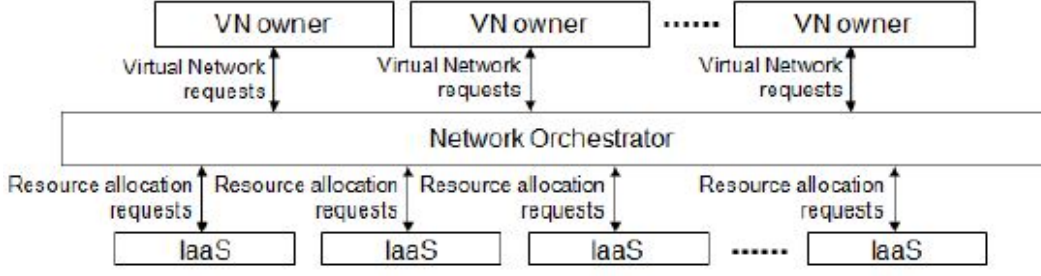 VN owner VN owner ...... VN owner
Virtual Network requests Virtual Network requests Virtual Network requests
Network Orchestrator
Resource allocation requests Resource allocation requests Resource allocation requests Resource allocation requests
IaaS IaaS IaaS ...... IaaS